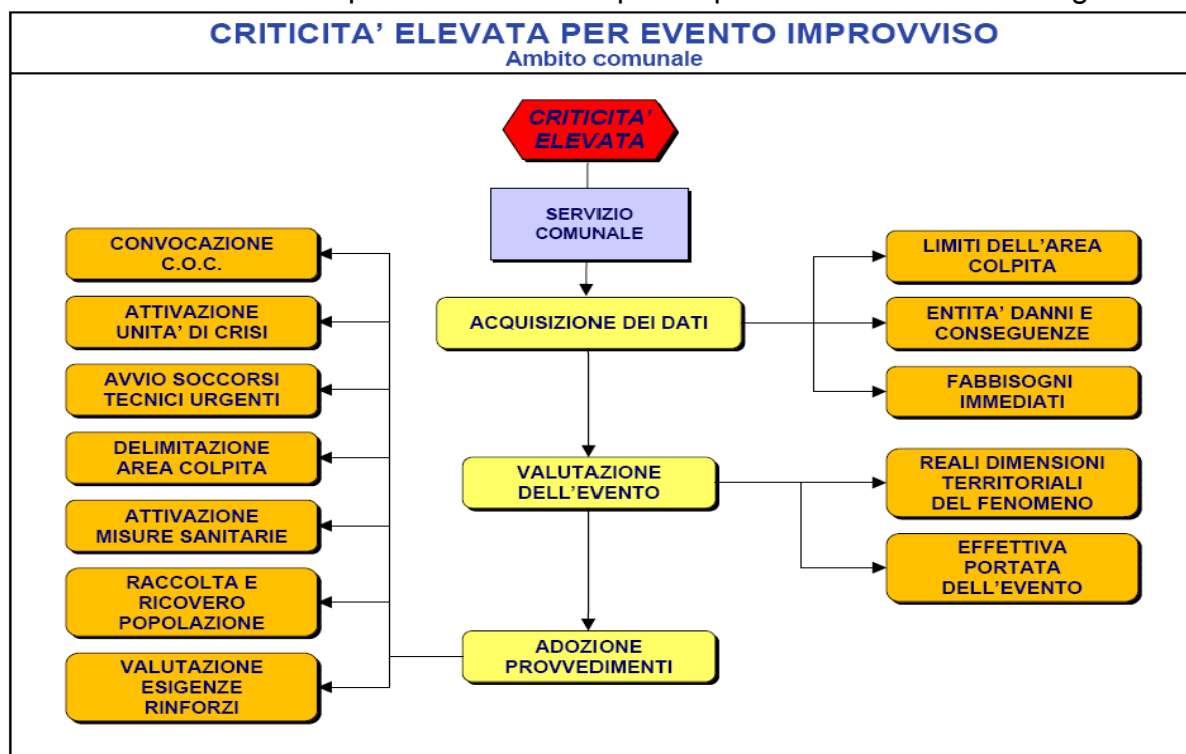 CRITICITA' ELEVATA PER EVENTO IMPROVVISO
Ambito comunale
CRITICITA'
ELEVATA
SERVIZIO
COMUNALE
ACQUISIZIONE DEI DATI
LIMITI DELL'AREA
COLPITA
ENTITA' DANNI E
CONSEGUENZE
FABBISOGNI
IMMEDIATI
VALUTAZIONE
DELL'EVENTO
REALI DIMENSIONI
TERRITORIALI
DEL FENOMENO
EFFETTIVA
PORTATA
DELL'EVENTO
ADOZIONE
PROVVEDIMENTI
CONVOCAZIONE
C.O.C.
ATTIVAZIONE
UNITA' DI CRISI
AVVIO SOCCORSI
TECNICI URGENTI
DELIMITAZIONE
AREA COLPITA
ATTIVAZIONE
MISURE SANITARIE
RACCOLTA E
RICOVERO
POPOLAZIONE
VALUTAZIONE
ESIGENZE
RINFORZI